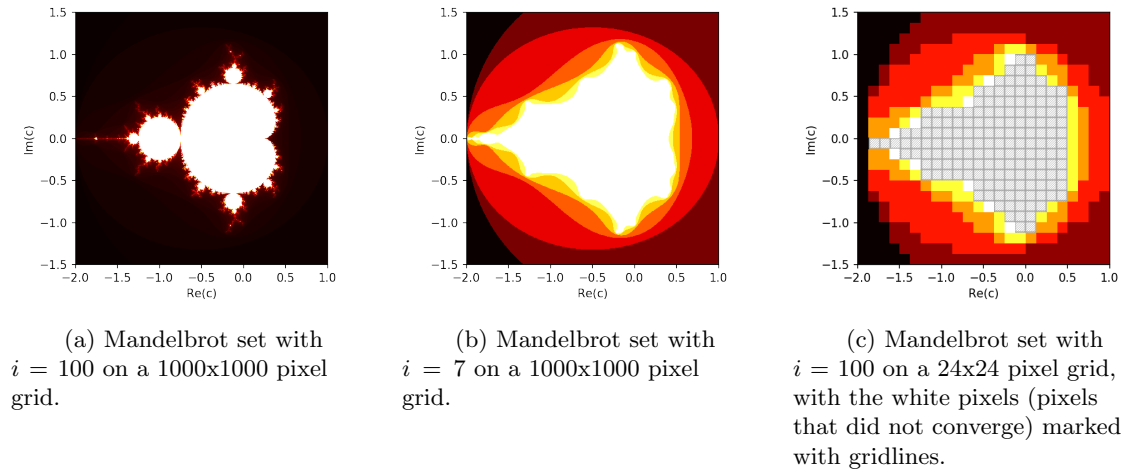 1.5
1.0
0.5
0.0
−0.5
−1.0
−1.5
−2.0 −1.5 −1.0 −0.5 0.0 0.5 1.0
Im(c)
Re(c)
(a) Mandelbrot set with
i = 100 on a 1000x1000 pixel
grid.
1.5
1.0
0.5
0.0
−0.5
−1.0
−1.5
−2.0 −1.5 −1.0 −0.5 0.0 0.5 1.0
Im(c)
Re(c)
(b) Mandelbrot set with
i = 7 on a 1000x1000 pixel
grid.
1.5
1.0
0.5
0.0
−0.5
−1.0
−1.5
−2.0 −1.5 −1.0 −0.5 0.0 0.5 1.0
Im(c)
Re(c)
(c) Mandelbrot set with
i = 100 on a 24x24 pixel grid,
with the white pixels (pixels
that did not converge) marked
with gridlines.